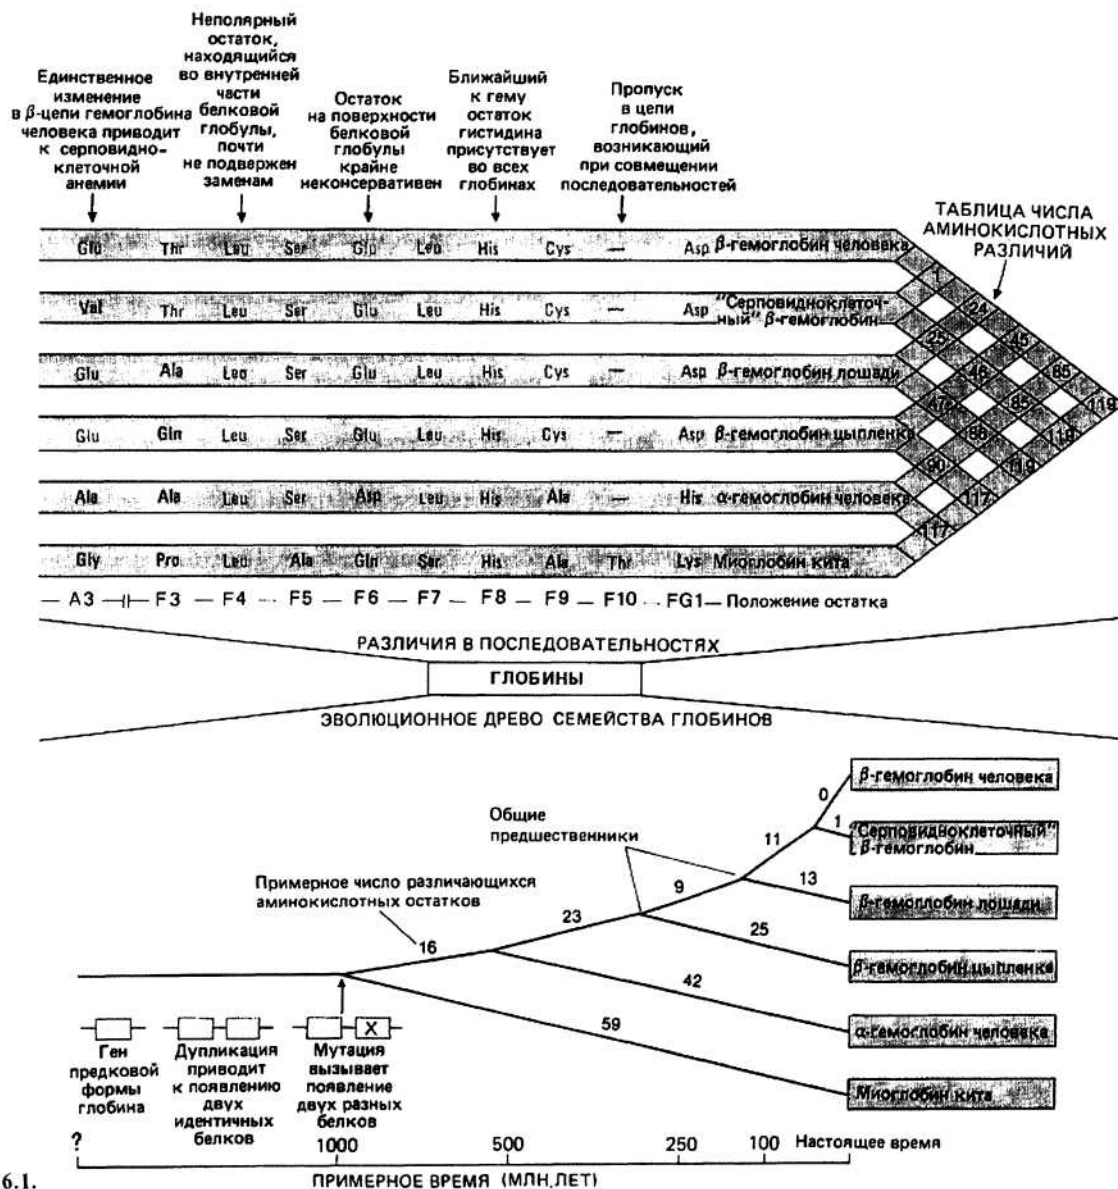 Единственное
изменение
в β-цепи гемоглобина
человека приводит
к серповидно-
клеточной
анемии
Неполярный
остаток,
находящийся
во внутренней
части
белковой
глобулы,
почти
не подвержен
заменам
Остаток
на поверхности
белковой
глобулы
крайне
неконсервативен
Ближайший
к гему
остаток
гистидина
присутствует
во всех
глобинах
Пропуск
в цепи
глобинов,
возникающий
при совмещении
последовательностей
ТАБЛИЦА ЧИСЛА
АМИНОКИСЛОТНЫХ
РАЗЛИЧИЙ
Glu Thr Leu Ser Glu Leu His Cys — Asp β-гемоглобин человека
Val Thr Leu Ser Glu Leu His Cys — Asp "Серповидноклеточ-
ный" β-гемоглобин
Glu Ala Leu Ser Glu Leu His Cys — Asp β-гемоглобин лошади
Glu Gln Leu Ser Glu Leu His Cys — Asp β-гемоглобин цыпленка
Ala Ala Leu Ser Asp Leu His Ala — His α-гемоглобин человека
Gly Pro Leu Ala Gln Ser His Ala Thr Lys Миоглобин кита
1
24
25 45
46 85
47 85 119
86 118
90 119
117
117
— A3 —||— F3 — F4 — F5 — F6 — F7 — F8 — F9 — F10 — FG1 — Положение остатка
РАЗЛИЧИЯ В ПОСЛЕДОВАТЕЛЬНОСТЯХ
ГЛОБИНЫ
ЭВОЛЮЦИОННОЕ ДРЕВО СЕМЕЙСТВА ГЛОБИНОВ
β-гемоглобин человека
0
1
"Серповидноклеточный"
β-гемоглобин
Общие
предшественники
11
13
β-гемоглобин лошади
Примерное число различающихся
аминокислотных остатков
9
23
25
β-гемоглобин цыпленка
16
42
α-гемоглобин человека
59
Миоглобин кита
X
Ген
предковой
формы
глобина
Дупликация
приводит
к появлению
двух
идентичных
белков
Мутация
вызывает
появление
двух разных
белков
? 1000 500 250 100 Настоящее время
6.1. ПРИМЕРНОЕ ВРЕМЯ (МЛН.ЛЕТ)